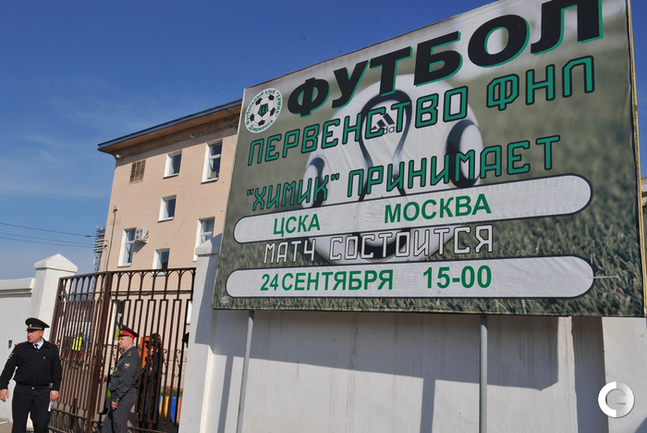 ФУТБОЛ
ПЕРВЕНСТВО ФНЛ
"ХИМИК" ПРИНИМАЕТ
ЦСКА МОСКВА
МАТЧ СОСТОИТСЯ
24 СЕНТЯБРЯ 15-00